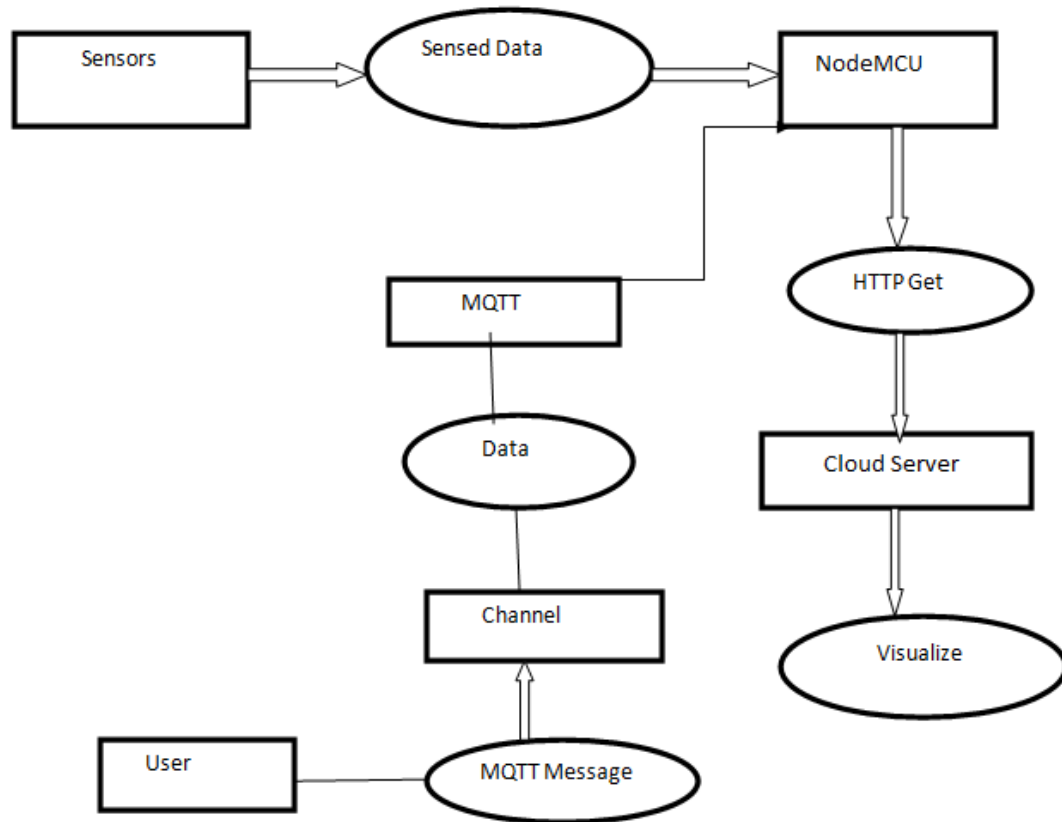 Sensors
Sensed Data
NodeMCU
HTTP Get
MQTT
Data
Cloud Server
Channel
Visualize
User
MQTT Message